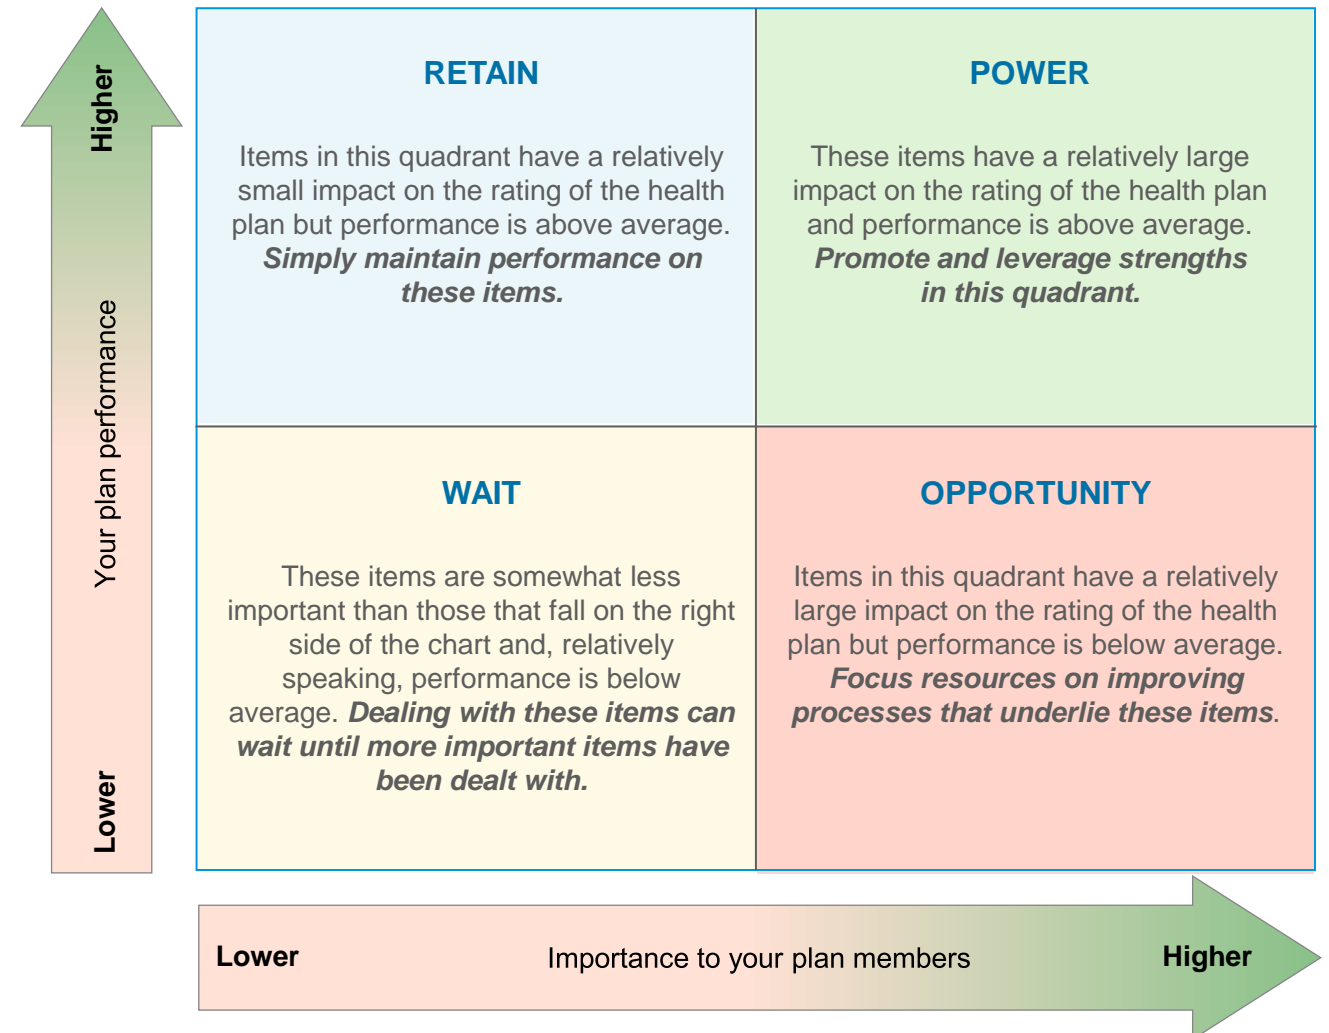 Higher
Your plan performance
Lower
RETAIN
Items in this quadrant have a relatively
small impact on the rating of the health
plan but performance is above average.
Simply maintain performance on
these items.
POWER
These items have a relatively large
impact on the rating of the health plan
and performance is above average.
Promote and leverage strengths
in this quadrant.
WAIT
These items are somewhat less
important than those that fall on the right
side of the chart and, relatively
speaking, performance is below
average. Dealing with these items can
wait until more important items have
been dealt with.
OPPORTUNITY
Items in this quadrant have a relatively
large impact on the rating of the health
plan but performance is below average.
Focus resources on improving
processes that underlie these items.
Lower
Importance to your plan members
Higher